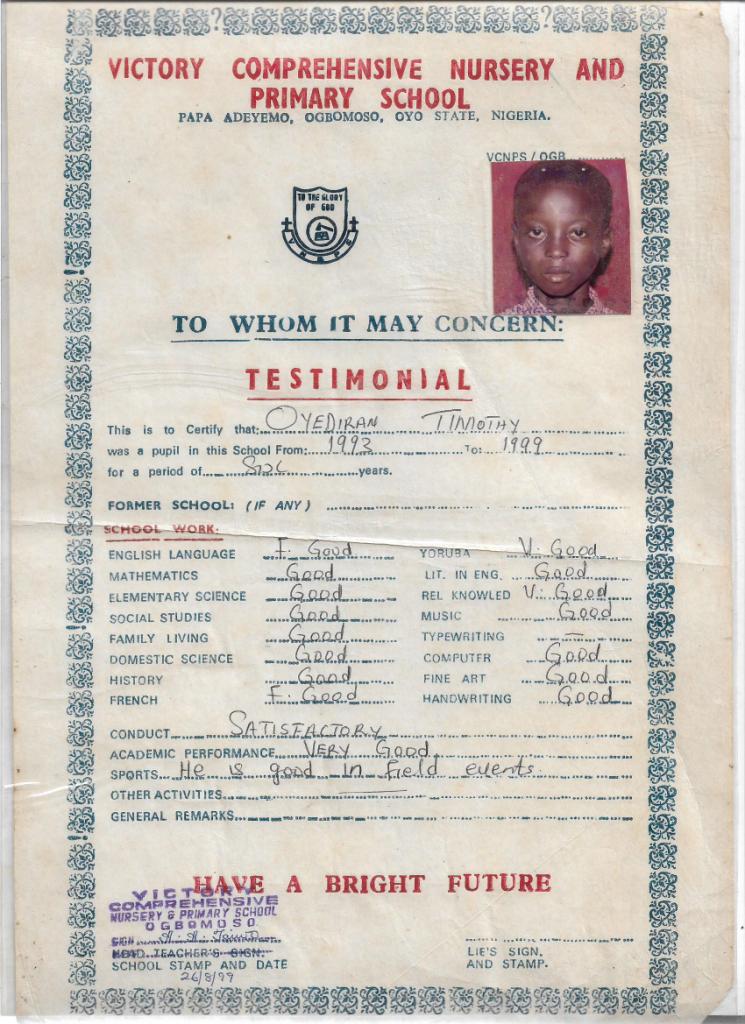 VICTORY COMPREHENSIVE NURSERY AND
PRIMARY SCHOOL
PAPA ADEYEMO, OGBOMOSO, OYO STATE, NIGERIA.
VCNPS / OGB
TO THE GLORY
OF GOD
TO WHOM IT MAY CONCERN:
TESTIMONIAL
This is to Certify that: OYEDIRAN TIMOTHY
was a pupil in this School From: 1993 To: 1999
for a period of Six years.
FORMER SCHOOL: (IF ANY)
SCHOOL WORK:
ENGLISH LANGUAGE F. Good YORUBA V. Good
MATHEMATICS Good LIT. IN ENG. Good
ELEMENTARY SCIENCE Good REL KNOWLED V. Good
SOCIAL STUDIES Good MUSIC Good
FAMILY LIVING Good TYPEWRITING —
DOMESTIC SCIENCE Good COMPUTER Good
HISTORY Good FINE ART Good
FRENCH F. Good HANDWRITING Good
CONDUCT SATISFACTORY
ACADEMIC PERFORMANCE VERY Good
SPORTS He is good in field events.
OTHER ACTIVITIES
GENERAL REMARKS
HAVE A BRIGHT FUTURE
VICTORY
COMPREHENSIVE
NURSERY & PRIMARY SCHOOL
OGBOMOSO
SIGN
HEAD TEACHER'S SIGN: LIE'S SIGN.
SCHOOL STAMP AND DATE AND STAMP.
26/8/99